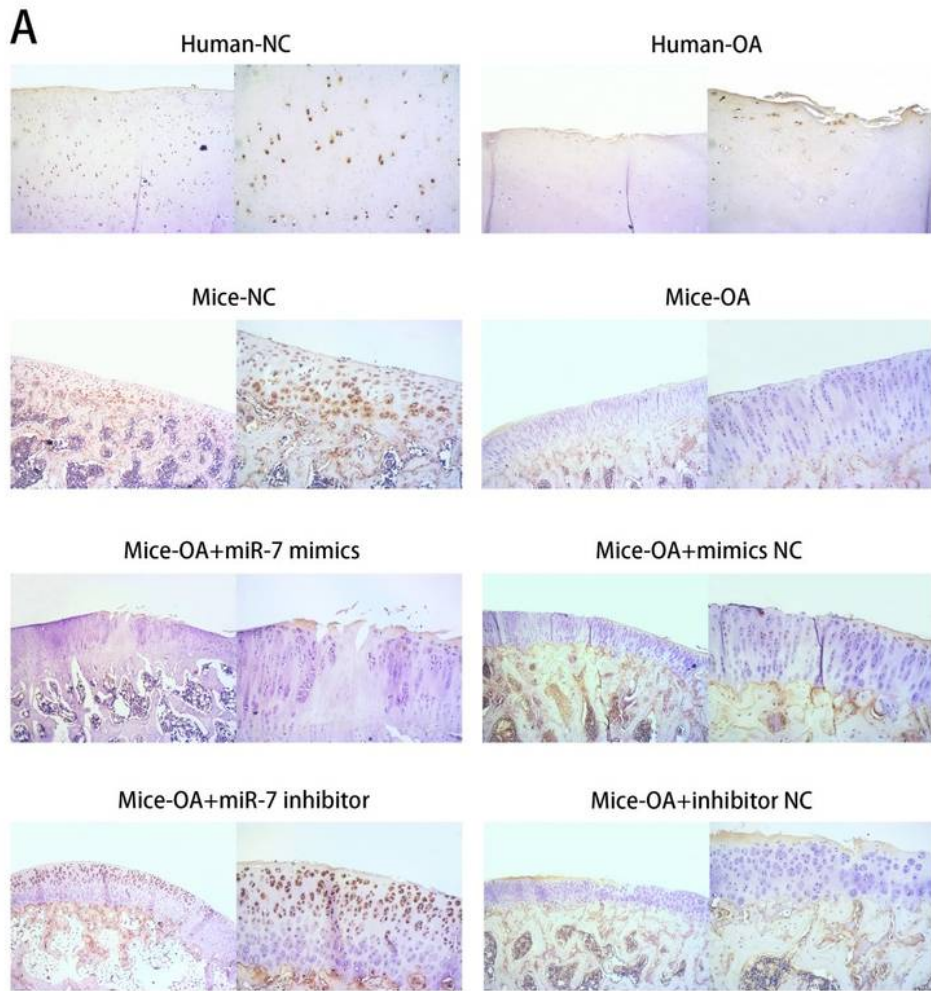 A
Human-NC
Human-OA
Mice-NC
Mice-OA
Mice-OA+miR-7 mimics
Mice-OA+mimics NC
Mice-OA+miR-7 inhibitor
Mice-OA+inhibitor NC